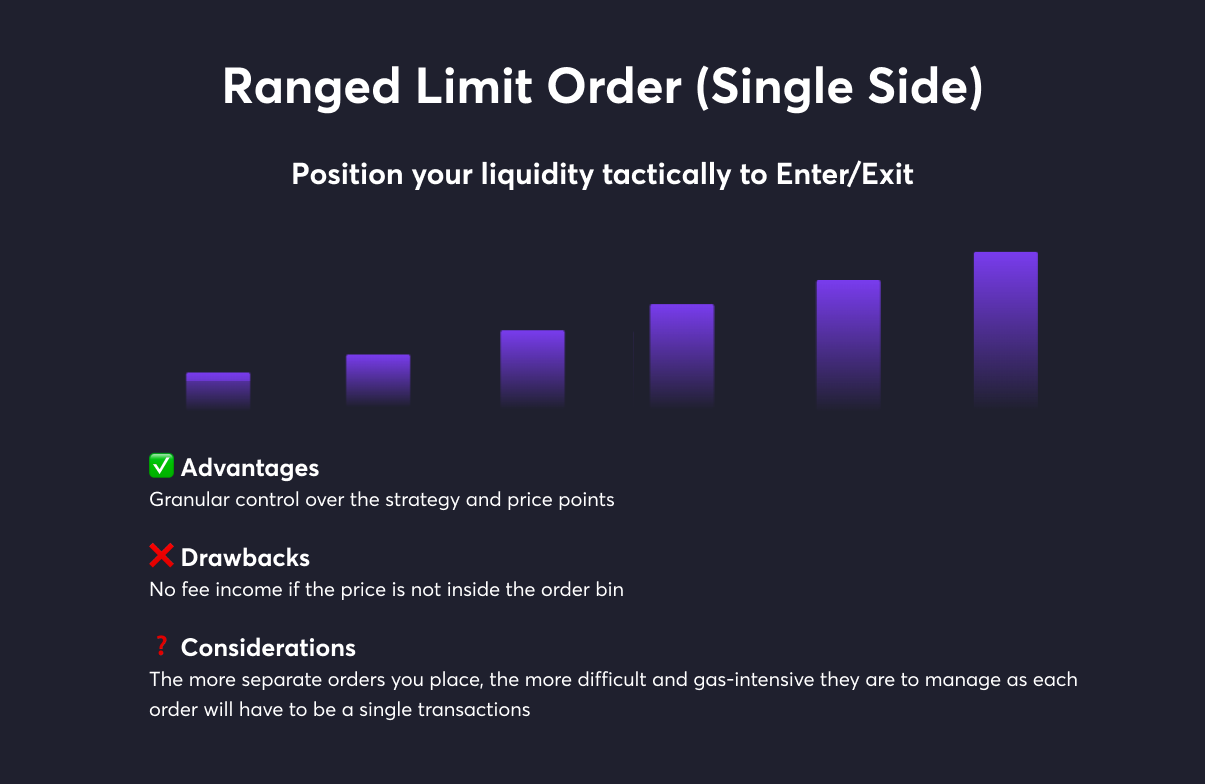 Ranged Limit Order (Single Side)
Position your liquidity tactically to Enter/Exit
✅ Advantages
Granular control over the strategy and price points
❌ Drawbacks
No fee income if the price is not inside the order bin
❓ Considerations
The more separate orders you place, the more difficult and gas-intensive they are to manage as each
order will have to be a single transactions